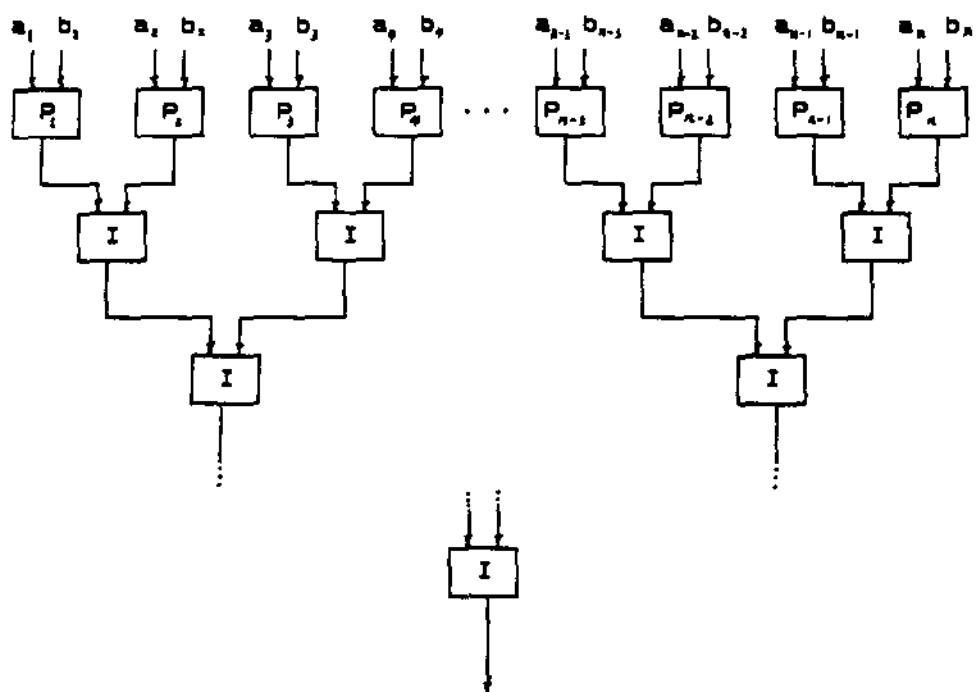 a₁ b₁ a₂ b₂ a₃ b₃ a₄ b₄ aₙ₋₃ bₙ₋₃ aₙ₋₂ bₙ₋₂ aₙ₋₁ bₙ₋₁ aₙ bₙ
P₁ P₂ P₃ P₄ ... Pₙ₋₃ Pₙ₋₂ Pₙ₋₁ Pₙ
I I I I
I I
I